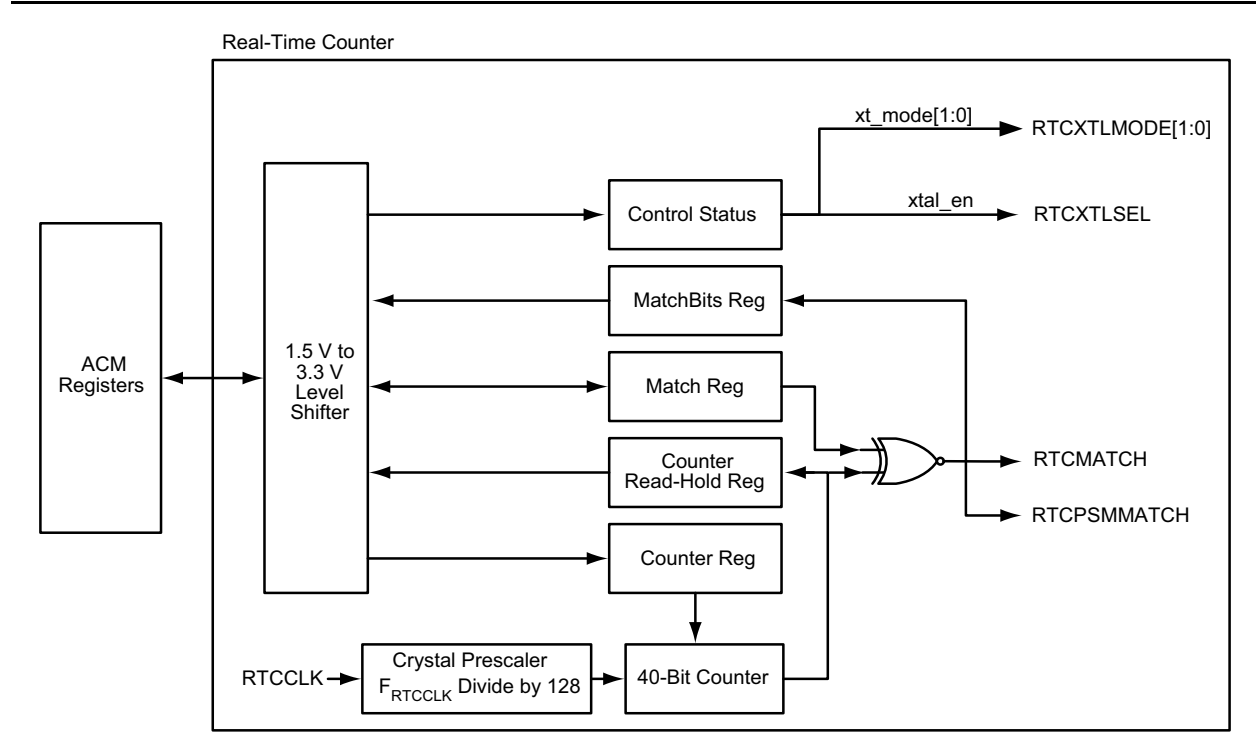 Real-Time Counter
xt_mode[1:0]
RTCXTLMODE[1:0]
Control Status
xtal_en
RTCXTLSEL
MatchBits Reg
ACM
Registers
1.5 V to
3.3 V
Level
Shifter
Match Reg
Counter
Read-Hold Reg
RTCMATCH
RTCPSMMATCH
Counter Reg
RTCCLK
Crystal Prescaler
FRTCCLK Divide by 128
40-Bit Counter